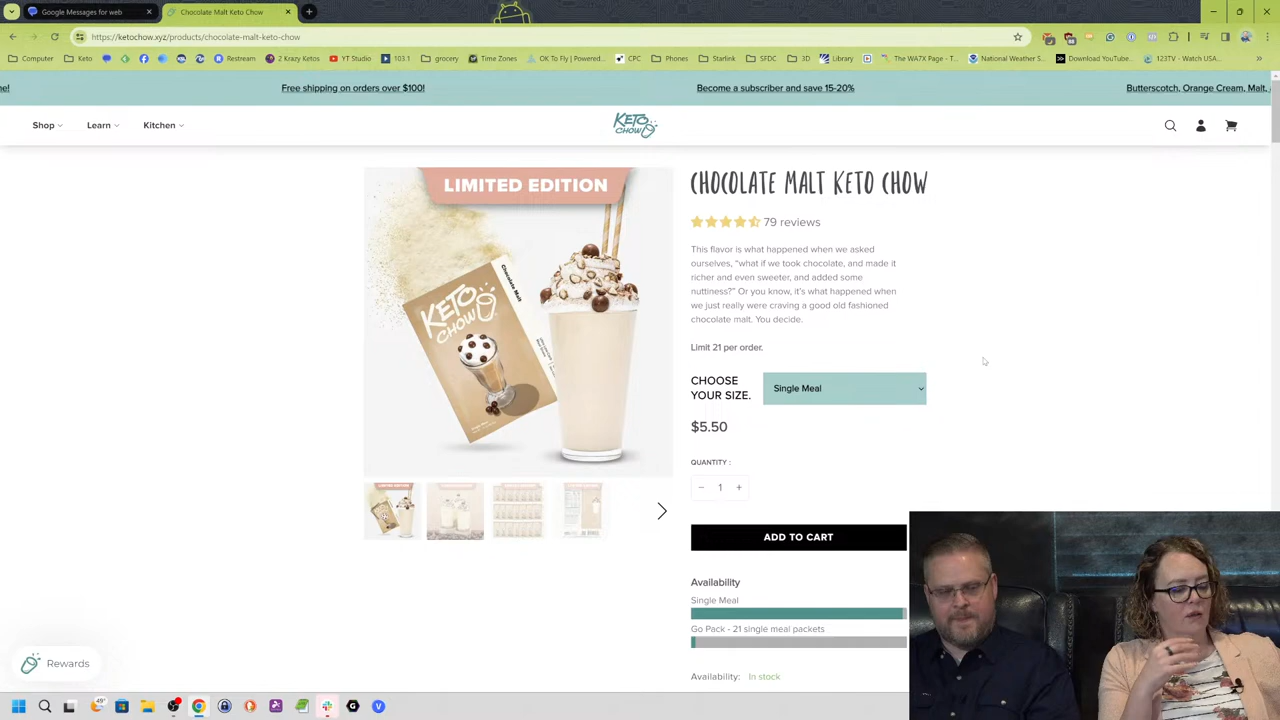 Google Messages for web
Chocolate Malt Keto Chow
https://ketochow.xyz/products/chocolate-malt-keto-chow
Computer
Keto
Restream
2 Krazy Ketos
YT Studio
103.1
grocery
Time Zones
OK To Fly | Powered...
CPC
Phones
Starlink
SFDC
3D
Library
The WA7X Page - T...
National Weather S...
Download YouTube...
123TV - Watch USA...
ne!
Free shipping on orders over $100!
Become a subscriber and save 15-20%
Butterscotch, Orange Cream, Malt,
Shop
Learn
Kitchen
KETO
CHOW
LIMITED EDITION
Chocolate Malt
KETO
CHOW
CHOCOLATE MALT KETO CHOW
79 reviews
This flavor is what happened when we asked
ourselves, “what if we took chocolate, and made it
richer and even sweeter, and added some
nuttiness?” Or you know, it’s what happened when
we just really were craving a good old fashioned
chocolate malt. You decide.
Limit 21 per order.
CHOOSE
YOUR SIZE.
Single Meal
$5.50
QUANTITY :
− 1 +
ADD TO CART
Availability
Single Meal
Go Pack - 21 single meal packets
Availability: In stock
Rewards
49°